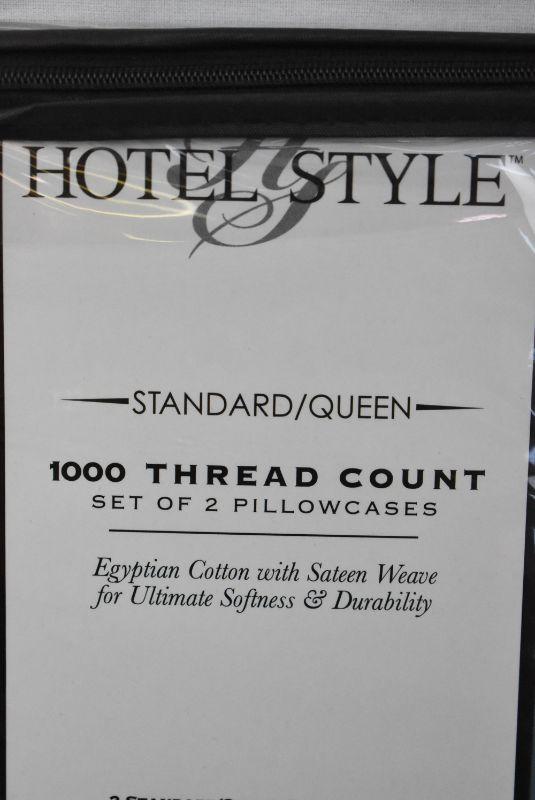 HOTEL STYLE™
STANDARD/QUEEN
1000 THREAD COUNT
SET OF 2 PILLOWCASES
Egyptian Cotton with Sateen Weave
for Ultimate Softness & Durability